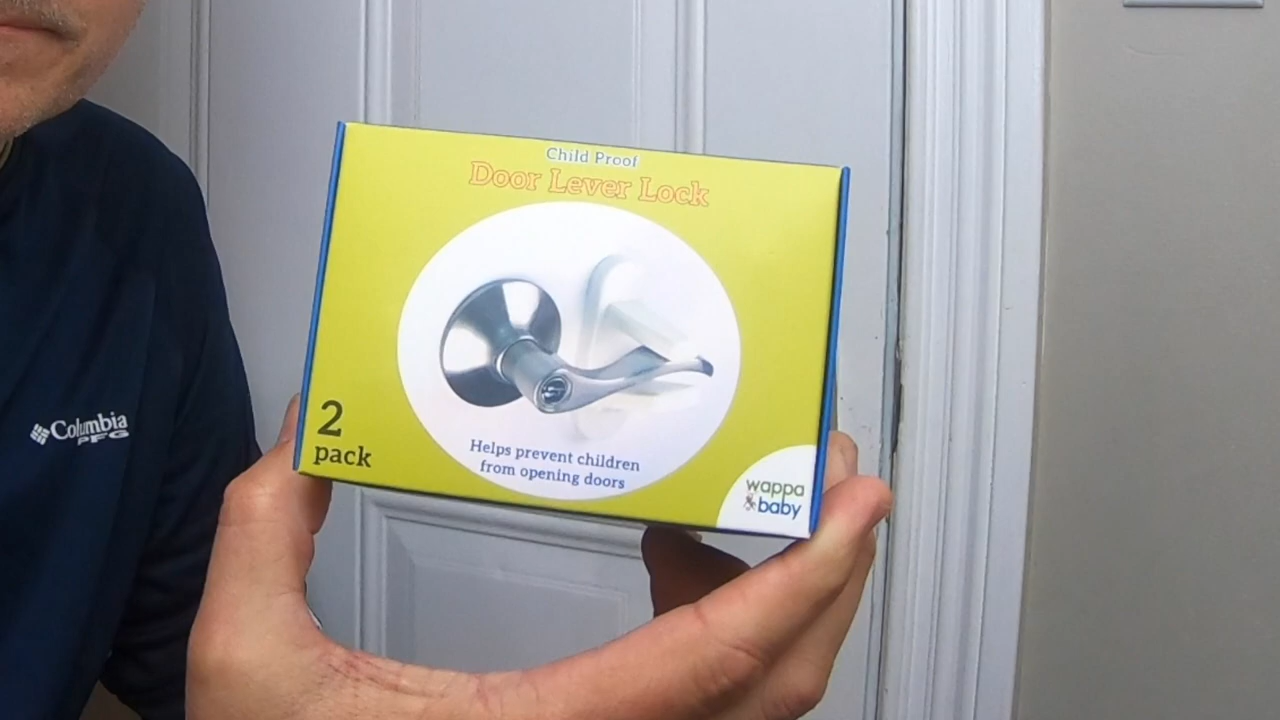 Child Proof
Door Lever Lock
2
pack
Helps prevent children
from opening doors
wappa
baby
Columbia
PFG